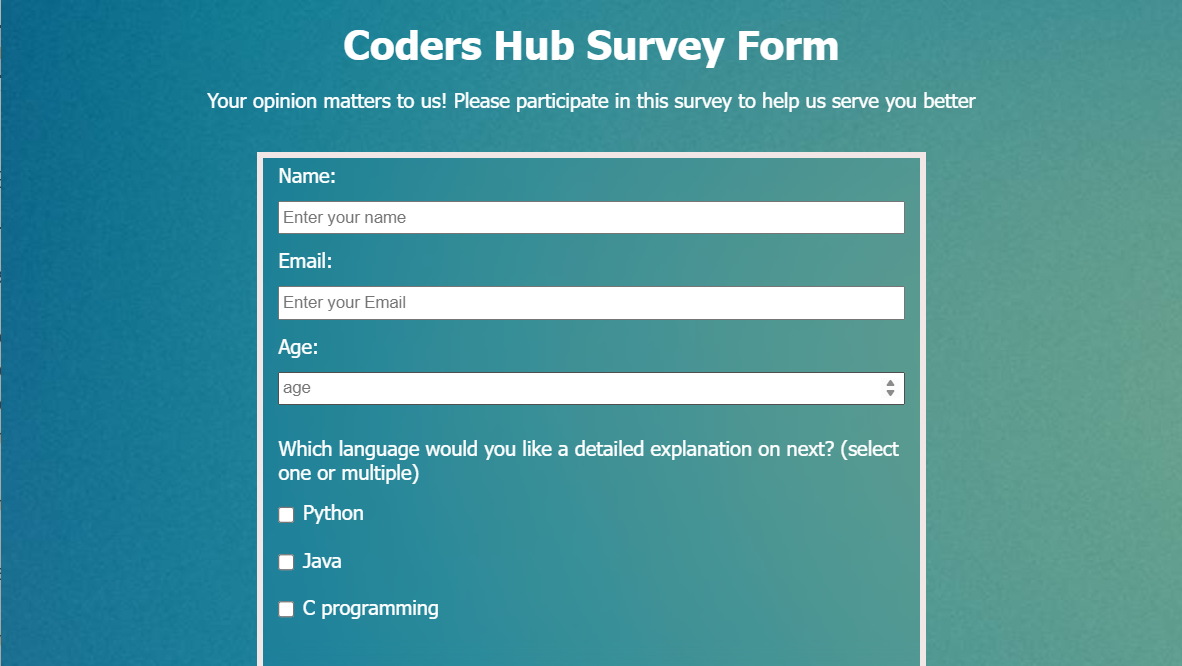 Coders Hub Survey Form
Your opinion matters to us! Please participate in this survey to help us serve you better
Name:
Enter your name
Email:
Enter your Email
Age:
age
Which language would you like a detailed explanation on next? (select
one or multiple)
Python
Java
C programming